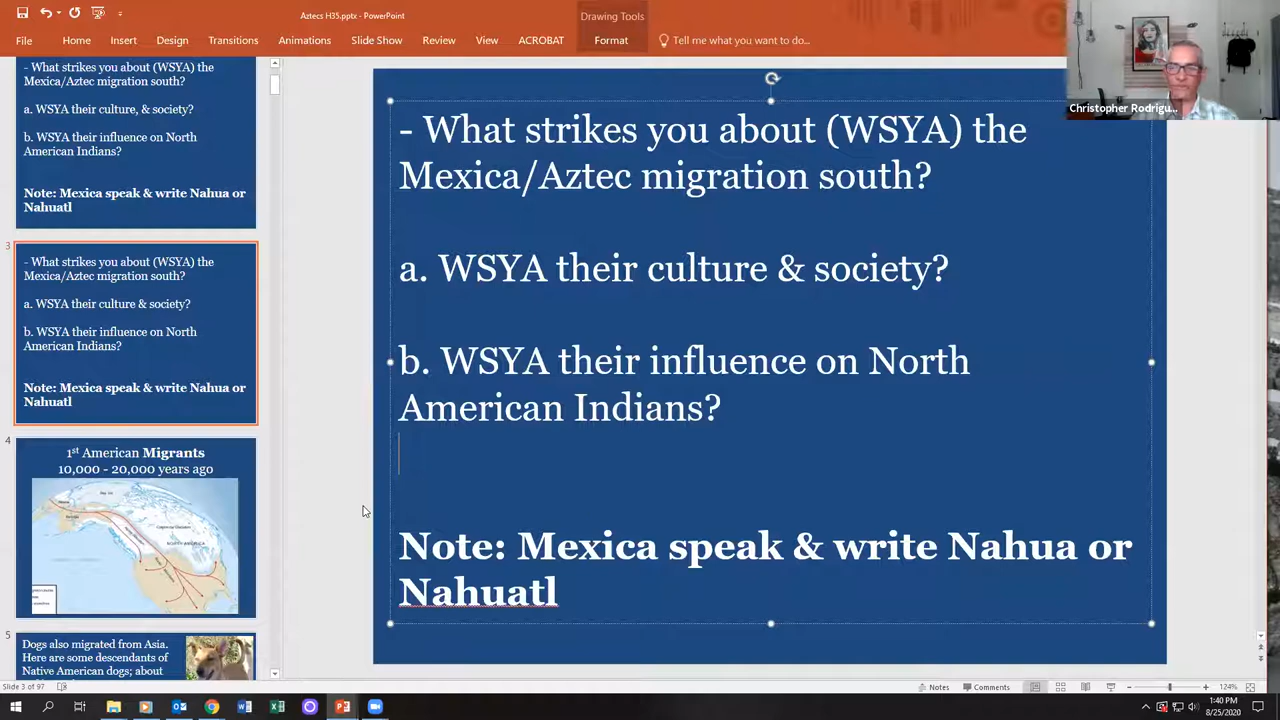 Aztecs H35.pptx - PowerPoint
Drawing Tools
File Home Insert Design Transitions Animations Slide Show Review View ACROBAT Format Tell me what you want to do...
Christopher Rodrigu...
- What strikes you about (WSYA) the
Mexica/Aztec migration south?
a. WSYA their culture, & society?
b. WSYA their influence on North
American Indians?
Note: Mexica speak & write Nahua or
Nahuatl
3
- What strikes you about (WSYA) the
Mexica/Aztec migration south?
a. WSYA their culture & society?
b. WSYA their influence on North
American Indians?
Note: Mexica speak & write Nahua or
Nahuatl
4
1st American Migrants
10,000 - 20,000 years ago
5
Dogs also migrated from Asia.
Here are some descendants of
Native American dogs; about
- What strikes you about (WSYA) the
Mexica/Aztec migration south?
a. WSYA their culture & society?
b. WSYA their influence on North
American Indians?
Note: Mexica speak & write Nahua or
Nahuatl
Slide 3 of 97
Notes Comments 124%
1:40 PM
8/25/2020